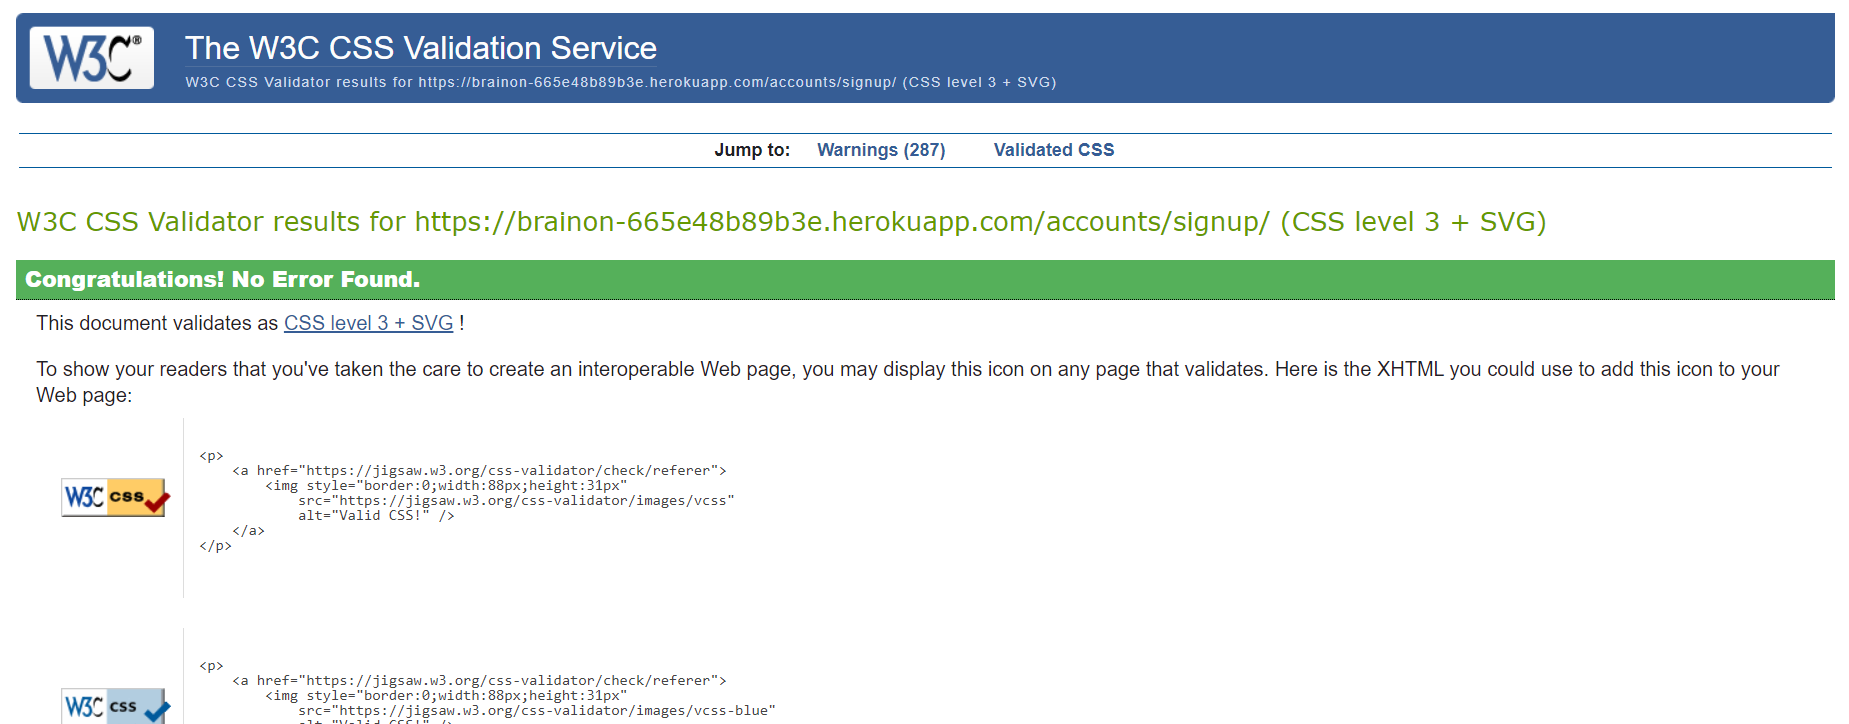 W3C®
The W3C CSS Validation Service
W3C CSS Validator results for https://brainon-665e48b89b3e.herokuapp.com/accounts/signup/ (CSS level 3 + SVG)
Jump to: Warnings (287) Validated CSS
W3C CSS Validator results for https://brainon-665e48b89b3e.herokuapp.com/accounts/signup/ (CSS level 3 + SVG)
Congratulations! No Error Found.
This document validates as CSS level 3 + SVG !
To show your readers that you've taken the care to create an interoperable Web page, you may display this icon on any page that validates. Here is the XHTML you could use to add this icon to your
Web page:
W3C css
<p>
<a href="https://jigsaw.w3.org/css-validator/check/referer">
<img style="border:0;width:88px;height:31px"
src="https://jigsaw.w3.org/css-validator/images/vcss"
alt="Valid CSS!" />
</a>
</p>
W3C css
<p>
<a href="https://jigsaw.w3.org/css-validator/check/referer">
<img style="border:0;width:88px;height:31px"
src="https://jigsaw.w3.org/css-validator/images/vcss-blue"
alt="Valid CSS!" />